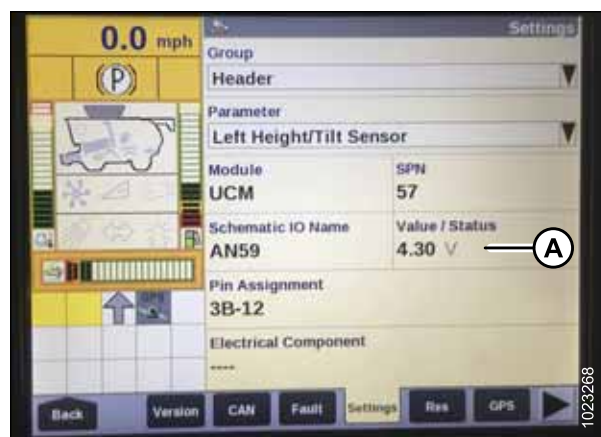 0.0 mph
Settings
Group
Header
(P)
Parameter
Left Height/Tilt Sensor
Module
UCM
SPN
57
Schematic IO Name
AN59
Value / Status
4.30 V
A
Pin Assignment
3B-12
GPS
Electrical Component
----
Back
Version
CAN
Fault
Settings
Res
GPS
1023268